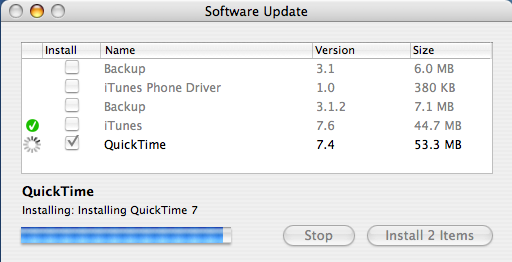 Software Update
Install Name Version Size
Backup 3.1 6.0 MB
iTunes Phone Driver 1.0 380 KB
Backup 3.1.2 7.1 MB
iTunes 7.6 44.7 MB
QuickTime 7.4 53.3 MB
QuickTime
Installing: Installing QuickTime 7
Stop Install 2 Items